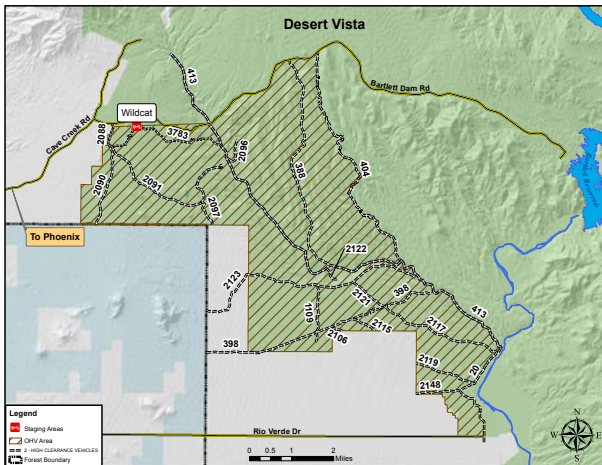 Desert Vista
413
Bartlett Dam Rd
Wildcat
Cave Creek Rd
2088
3783
2096
388
404
2090
2091
2097
To Phoenix
2122
2123
398
2121
413
1109
2117
2115
398
2106
2119
20
2148
Legend
Staging Areas
OHV Area
2 - HIGH CLEARANCE VEHICLES
Forest Boundary
Rio Verde Dr
0 0.5 1 2
Miles
N
W E
S